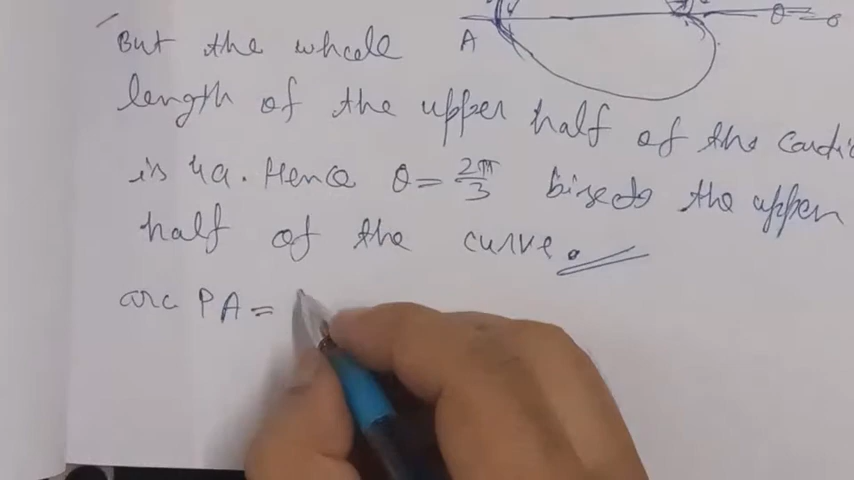 A
θ = 0
But the whole
length of the upper half of the cardio
is 4a. Hence θ = 2π/3 bisects the upper
half of the curve.
arc PA =